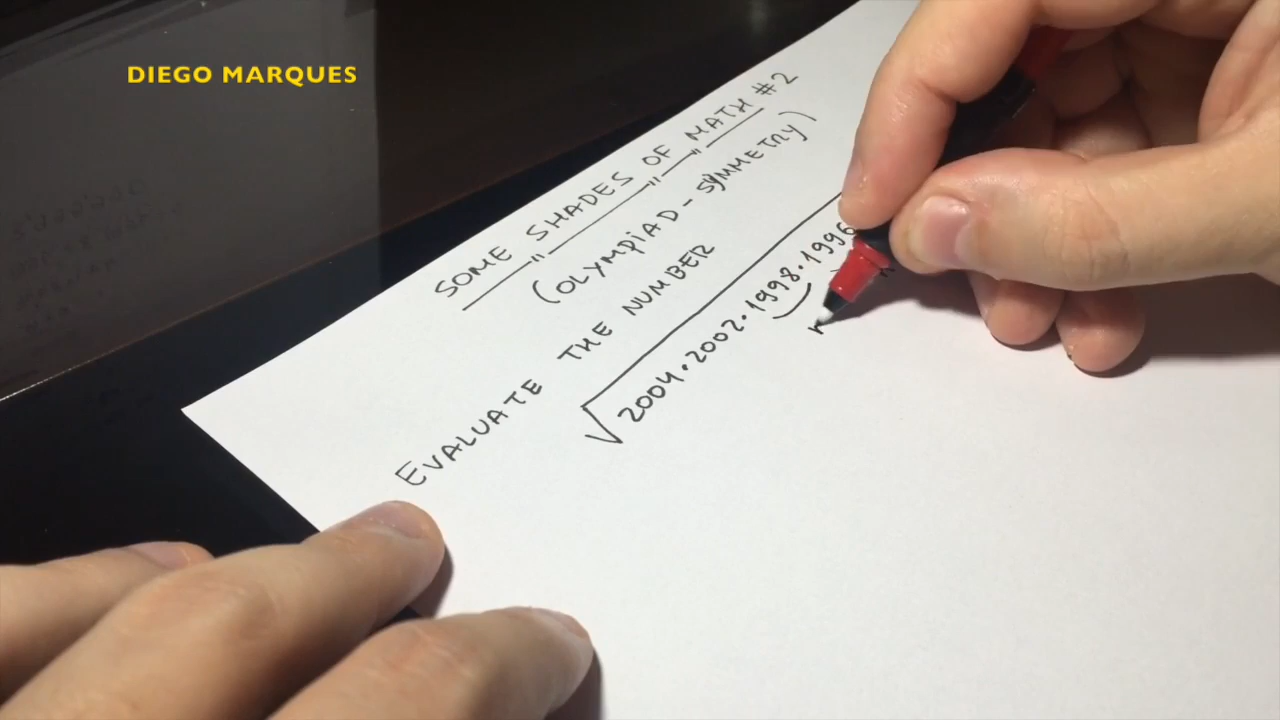 DIEGO MARQUES
SOME SHADES OF MATH #2
(OLYMPIAD - SYMMETRY)
EVALUATE THE NUMBER
√2004.2002.1998.1996